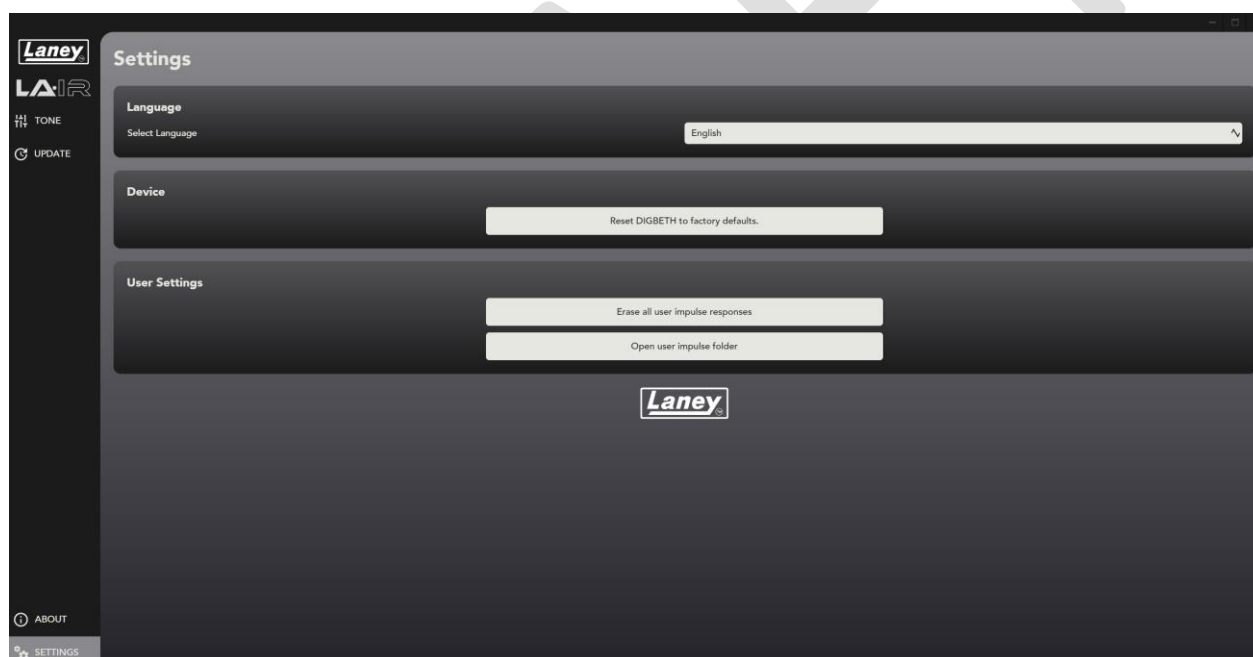 Laney
LA·IR
TONE
UPDATE
Settings
Language
Select Language
English
Device
Reset DIGBETH to factory defaults.
User Settings
Erase all user impulse responses
Open user impulse folder
Laney
ABOUT
SETTINGS